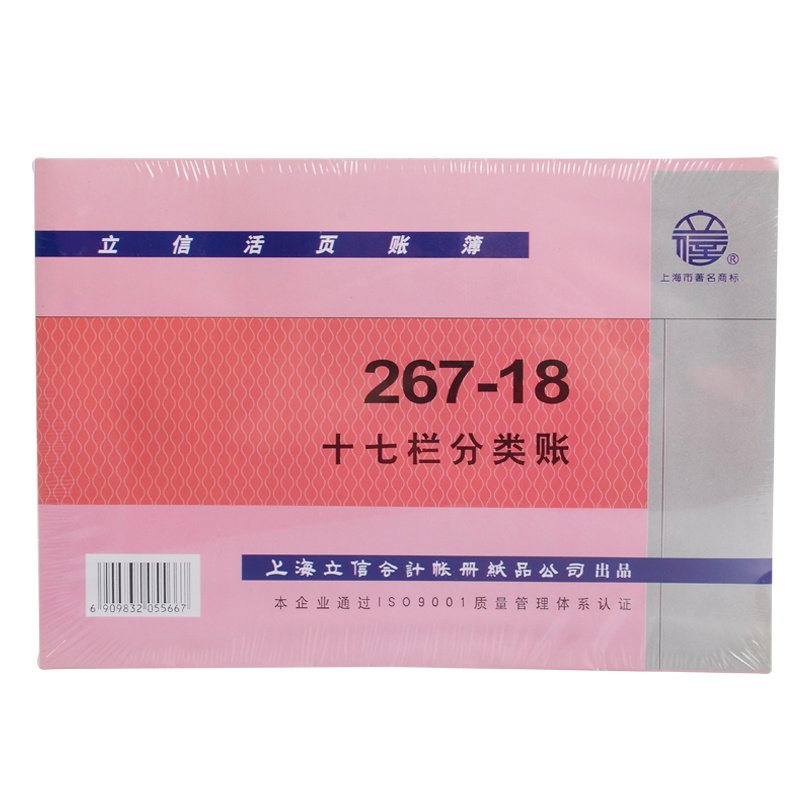 立信活页账簿
立信
®
上海市著名商标
267-18
十七栏分类账
上海立信会計帐册紙品公司出品
本企业通过ISO9001质量管理体系认证
6 909832 055667